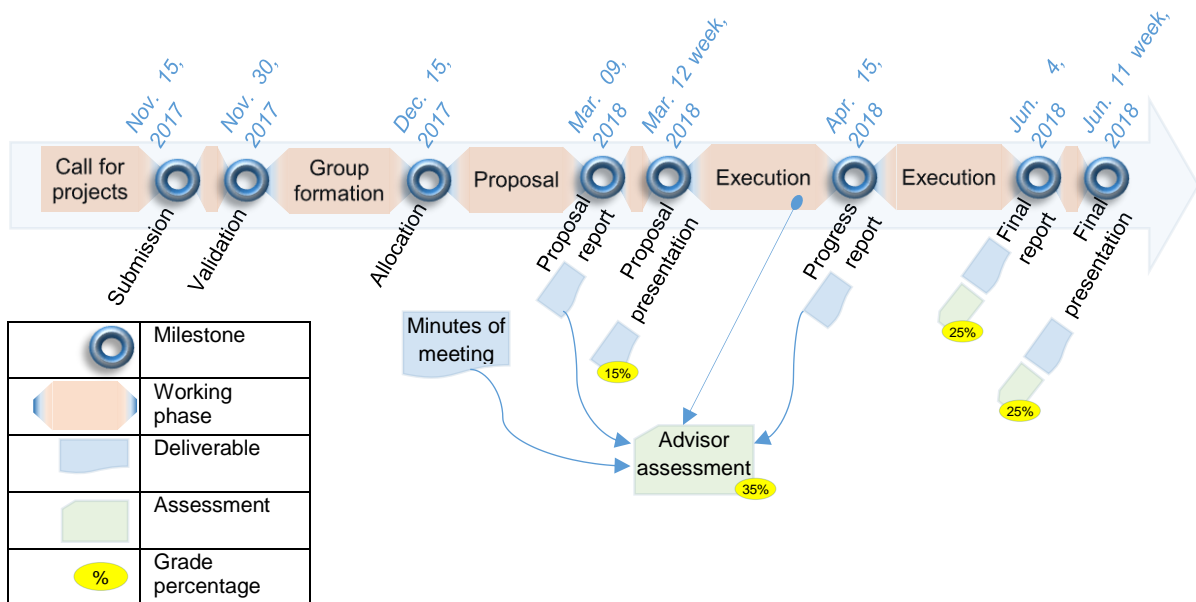 Nov. 15,
2017
Nov. 30,
2017
Dec. 15,
2017
Mar. 09,
2018
Mar. 12 week,
2018
Apr. 15,
2018
Jun. 4,
2018
Jun. 11 week,
2018
Call for
projects
Group
formation
Proposal
Execution
Execution
Submission
Validation
Allocation
Proposal
report
Proposal
presentation
Progress
report
Final
report
Final
presentation
Minutes of
meeting
15%
25%
25%
Advisor
assessment
35%
Milestone
Working
phase
Deliverable
Assessment
%
Grade
percentage